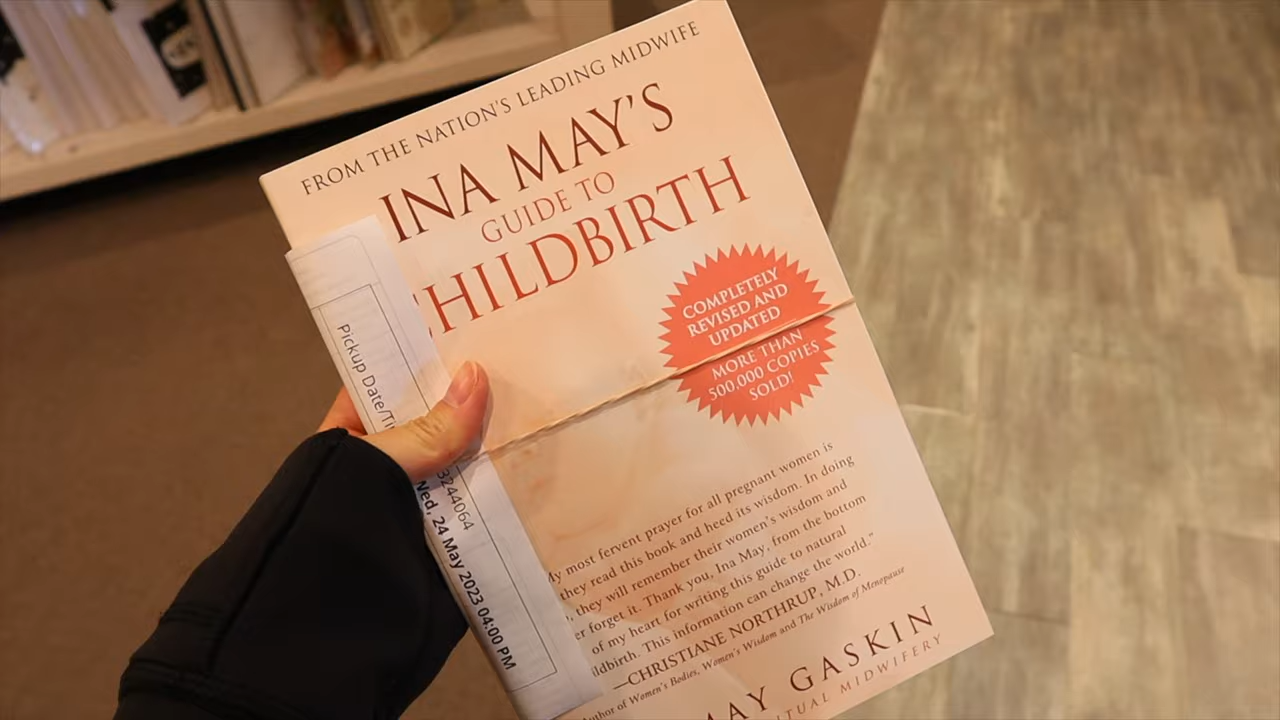 FROM THE NATION'S LEADING MIDWIFE
INA MAY'S
GUIDE TO
HILDBIRTH
COMPLETELY
REVISED AND
UPDATED
MORE THAN
500,000 COPIES
SOLD!
most fervent prayer for all pregnant women is
they read this book and heed its wisdom. In doing
they will remember their women's wisdom and
forget it. Thank you, Ina May, from the bottom
of my heart for writing this guide to natural
ldbirth. This information can change the world."
—CHRISTIANE NORTHRUP, M.D.
uthor of Women's Bodies, Women's Wisdom and The Wisdom of Menopause
MAY GASKIN
TUAL MIDWIFERY
Pickup Date/Ti
3244064
Wed, 24 May 2023 04:00 PM